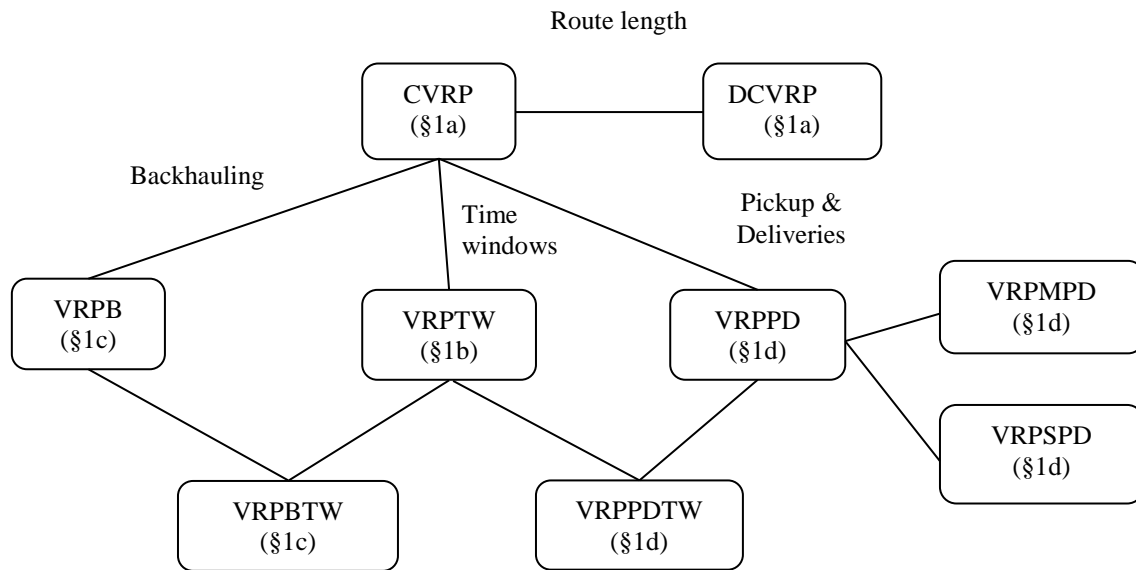 Route length
CVRP
(§1a)
DCVRP
(§1a)
Backhauling
Time
windows
Pickup &
Deliveries
VRPB
(§1c)
VRPTW
(§1b)
VRPPD
(§1d)
VRPMPD
(§1d)
VRPSPD
(§1d)
VRPBTW
(§1c)
VRPPDTW
(§1d)